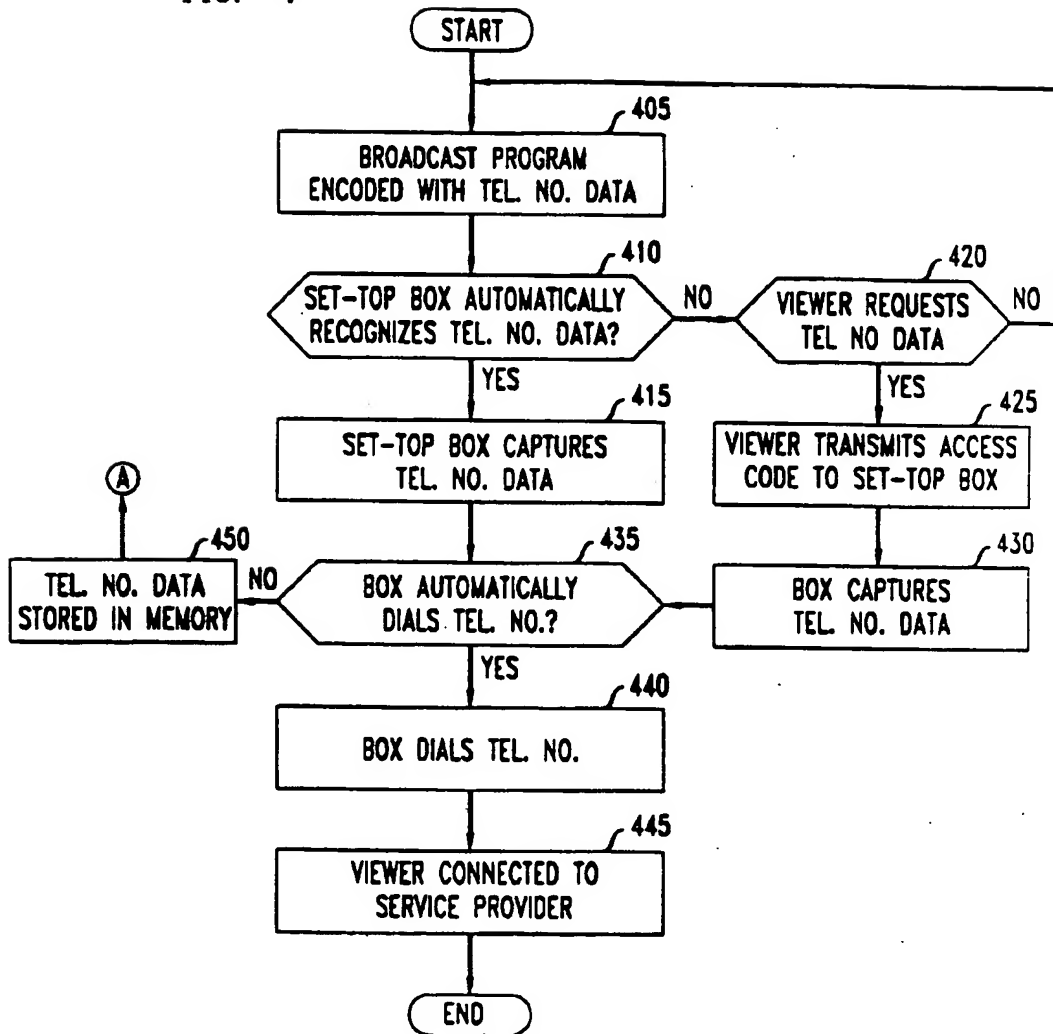 START
405
BROADCAST PROGRAM
ENCODED WITH TEL. NO. DATA
410
SET-TOP BOX AUTOMATICALLY
RECOGNIZES TEL. NO. DATA?
NO
420
VIEWER REQUESTS
TEL NO DATA
NO
YES
YES
415
SET-TOP BOX CAPTURES
TEL. NO. DATA
425
VIEWER TRANSMITS ACCESS
CODE TO SET-TOP BOX
A
450
TEL. NO. DATA
STORED IN MEMORY
NO
435
BOX AUTOMATICALLY
DIALS TEL. NO.?
430
BOX CAPTURES
TEL. NO. DATA
YES
440
BOX DIALS TEL. NO.
445
VIEWER CONNECTED TO
SERVICE PROVIDER
END